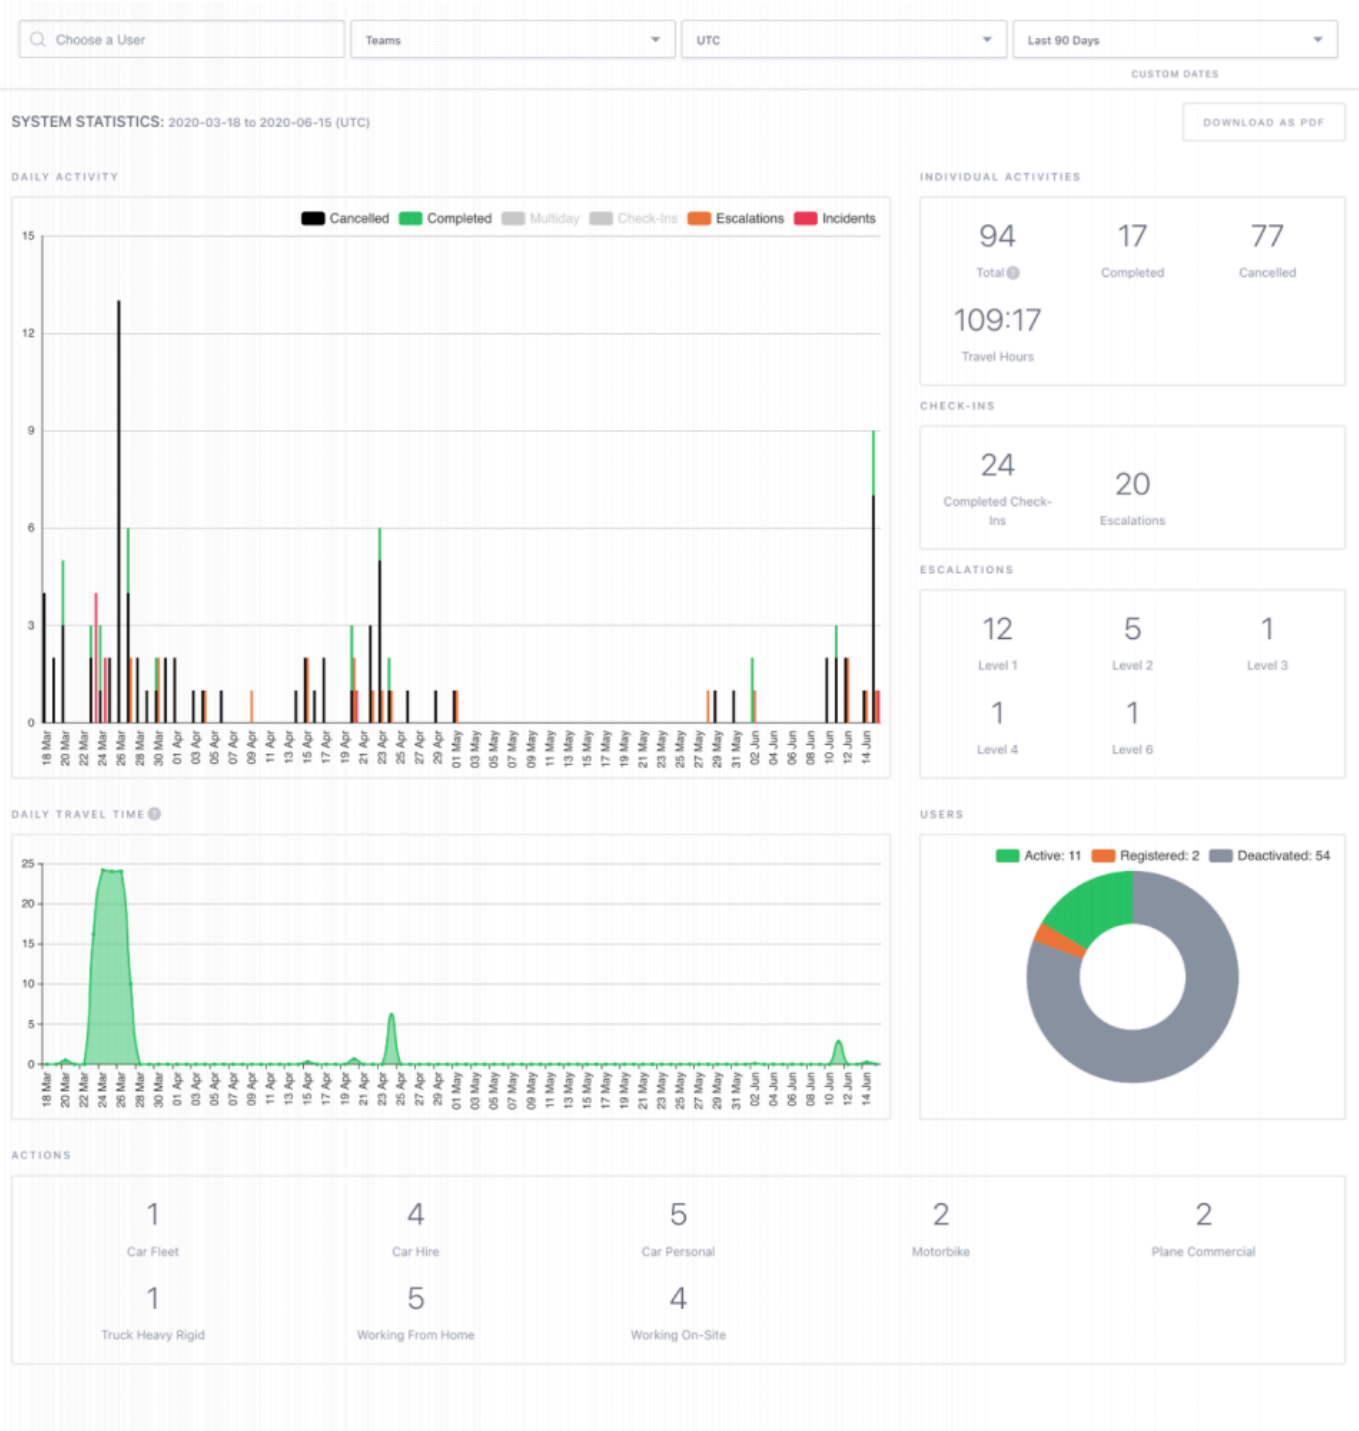 Choose a User
Teams
UTC
Last 90 Days
CUSTOM DATES
SYSTEM STATISTICS: 2020-03-18 to 2020-06-15 (UTC)
DOWNLOAD AS PDF
DAILY ACTIVITY
Cancelled Completed Multiday Check-Ins Escalations Incidents
15
12
9
6
3
0
18 Mar 20 Mar 22 Mar 24 Mar 26 Mar 28 Mar 30 Mar 01 Apr 03 Apr 05 Apr 07 Apr 09 Apr 11 Apr 13 Apr 15 Apr 17 Apr 19 Apr 21 Apr 23 Apr 25 Apr 27 Apr 29 Apr 01 May 03 May 05 May 07 May 09 May 11 May 13 May 15 May 17 May 19 May 21 May 23 May 25 May 27 May 29 May 31 May 02 Jun 04 Jun 06 Jun 08 Jun 10 Jun 12 Jun 14 Jun
INDIVIDUAL ACTIVITIES
94 17 77
Total ? Completed Cancelled
109:17
Travel Hours
CHECK-INS
24
Completed Check-
Ins
20
Escalations
ESCALATIONS
12 5 1
Level 1 Level 2 Level 3
1 1
Level 4 Level 6
DAILY TRAVEL TIME ?
25
20
15
10
5
0
18 Mar 20 Mar 22 Mar 24 Mar 26 Mar 28 Mar 30 Mar 01 Apr 03 Apr 05 Apr 07 Apr 09 Apr 11 Apr 13 Apr 15 Apr 17 Apr 19 Apr 21 Apr 23 Apr 25 Apr 27 Apr 29 Apr 01 May 03 May 05 May 07 May 09 May 11 May 13 May 15 May 17 May 19 May 21 May 23 May 25 May 27 May 29 May 31 May 02 Jun 04 Jun 06 Jun 08 Jun 10 Jun 12 Jun 14 Jun
USERS
Active: 11 Registered: 2 Deactivated: 54
ACTIONS
1 4 5 2 2
Car Fleet Car Hire Car Personal Motorbike Plane Commercial
1 5 4
Truck Heavy Rigid Working From Home Working On-Site